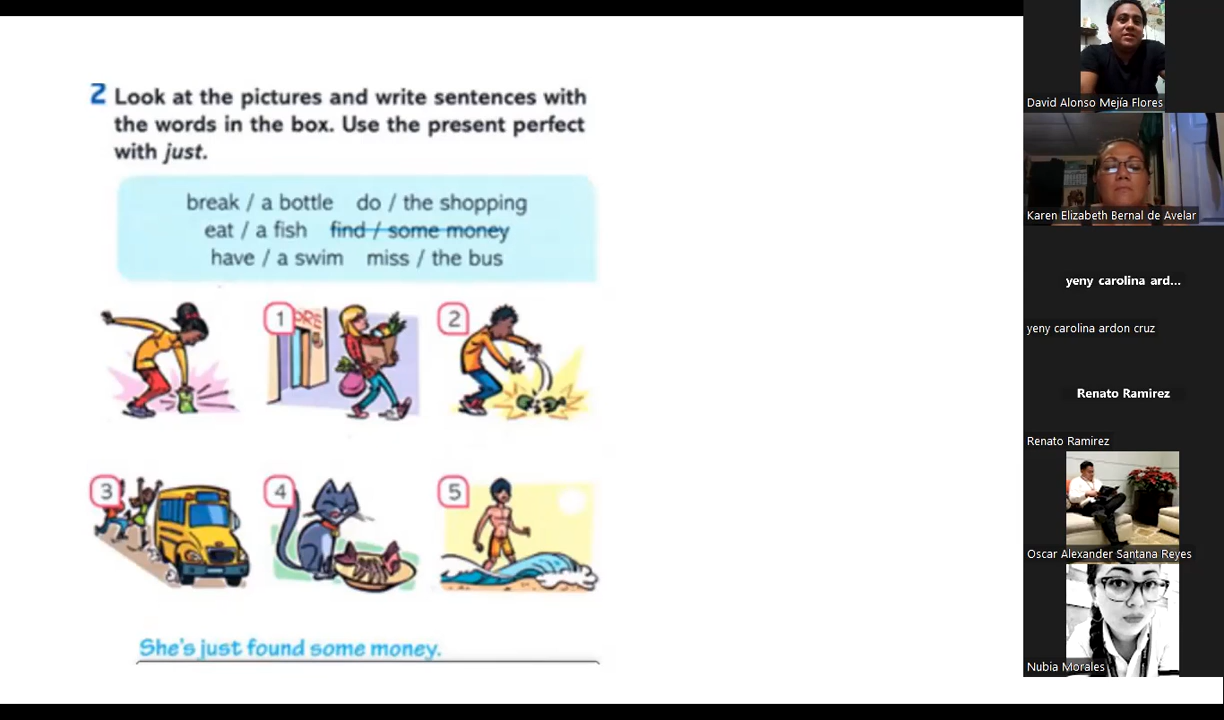 2 Look at the pictures and write sentences with
the words in the box. Use the present perfect
with just.
break / a bottle do / the shopping
eat / a fish find / some money
have / a swim miss / the bus
1
2
3
4
5
She's just found some money.
David Alonso Mejía Flores
Karen Elizabeth Bernal de Avelar
yeny carolina ard...
yeny carolina ardon cruz
Renato Ramirez
Renato Ramirez
Oscar Alexander Santana Reyes
Nubia Morales